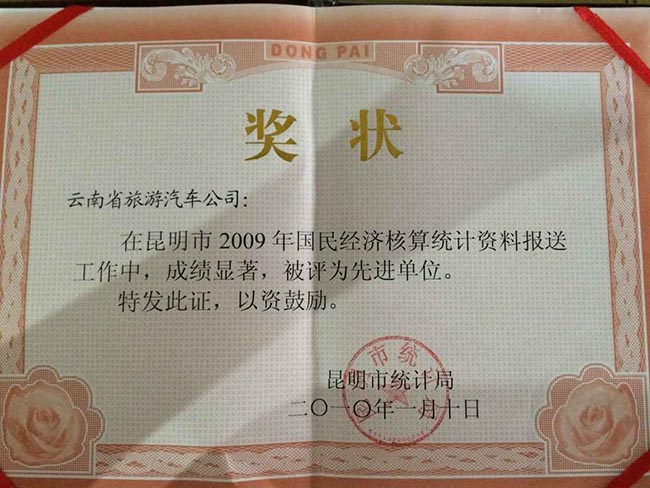 DONG PAI
奖状
云南省旅游汽车公司：
在昆明市2009年国民经济核算统计资料报送
工作中，成绩显著，被评为先进单位。
特发此证，以资鼓励。
市统
昆明市统计局
二〇一〇年一月十日